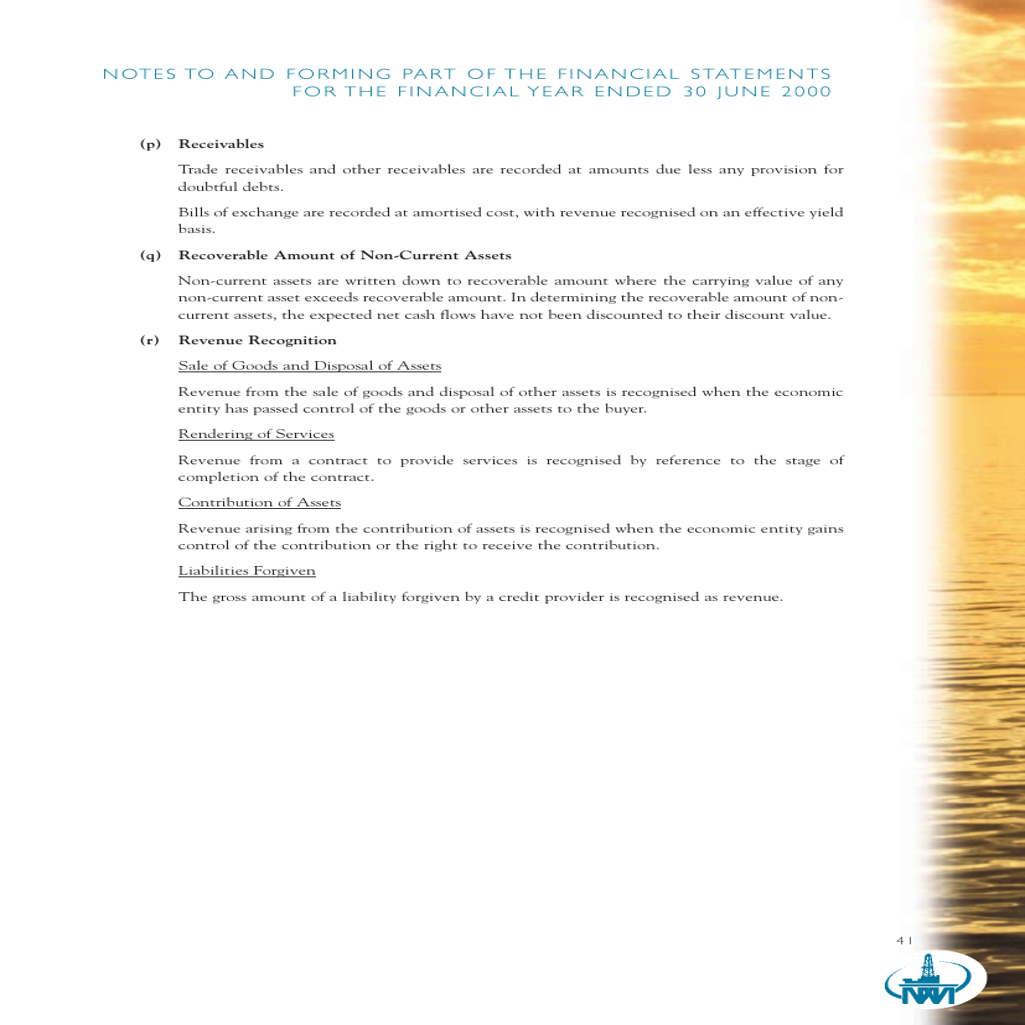 NOTES TO AND FORMING PART OF THE FINANCIAL STATEMENTS
FOR THE FINANCIAL YEAR ENDED 30 JUNE 2000
(p) Receivables
Trade receivables and other receivables are recorded at amounts due less any provision for
doubtful debts.
Bills of exchange are recorded at amortised cost, with revenue recognised on an effective yield
basis.
(q) Recoverable Amount of Non-Current Assets
Non-current assets are written down to recoverable amount where the carrying value of any
non-current asset exceeds recoverable amount. In determining the recoverable amount of non-
current assets, the expected net cash flows have not been discounted to their discount value.
(r) Revenue Recognition
Sale of Goods and Disposal of Assets
Revenue from the sale of goods and disposal of other assets is recognised when the economic
entity has passed control of the goods or other assets to the buyer.
Rendering of Services
Revenue from a contract to provide services is recognised by reference to the stage of
completion of the contract.
Contribution of Assets
Revenue arising from the contribution of assets is recognised when the economic entity gains
control of the contribution or the right to receive the contribution.
Liabilities Forgiven
The gross amount of a liability forgiven by a credit provider is recognised as revenue.
41